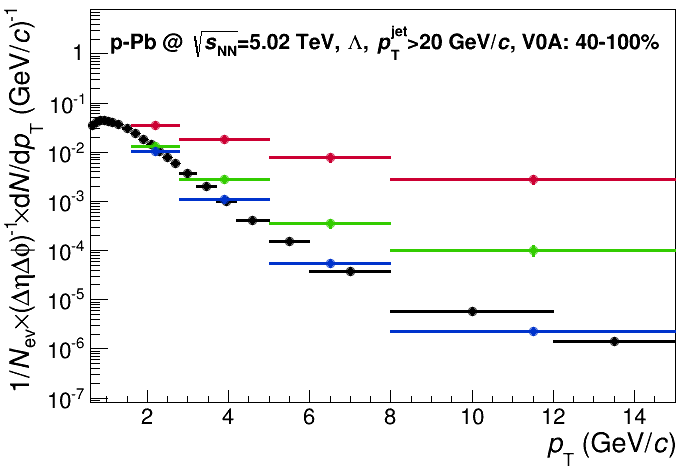 p-Pb @ √sNN=5.02 TeV, Λ, pTjet>20 GeV/c, V0A: 40-100%
1/Nev×(ΔηΔϕ)-1×dN/dpT (GeV/c)-1
1
10-1
10-2
10-3
10-4
10-5
10-6
10-7
2 4 6 8 10 12 14
pT (GeV/c)